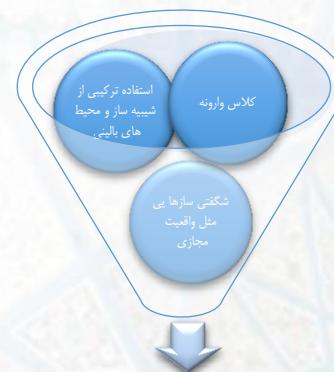 کلاس وارونه
استفاده ترکیبی از
شبیه ساز و محیط
های بالینی
شگفتی سازها یی
مثل واقعیت
مجازی